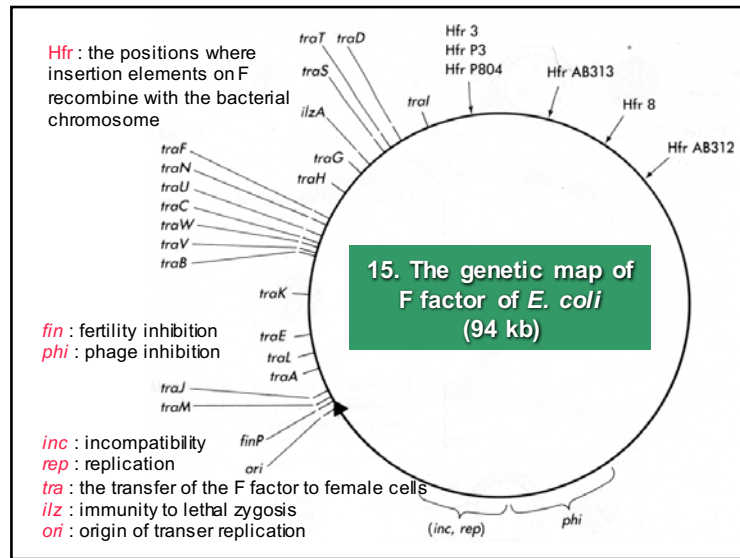 Hfr : the positions where
insertion elements on F
recombine with the bacterial
chromosome
traT
traD
traS
ilzA
traI
Hfr 3
Hfr P3
Hfr P804
Hfr AB313
Hfr 8
Hfr AB312
traG
traH
traF
traN
traU
traC
traW
traV
traB
traK
traE
traL
traA
traJ
traM
finP
ori
15. The genetic map of
F factor of E. coli
(94 kb)
fin : fertility inhibition
phi : phage inhibition
inc : incompatibility
rep : replication
tra : the transfer of the F factor to female cells
ilz : immunity to lethal zygosis
ori : origin of transer replication
(inc, rep)
phi